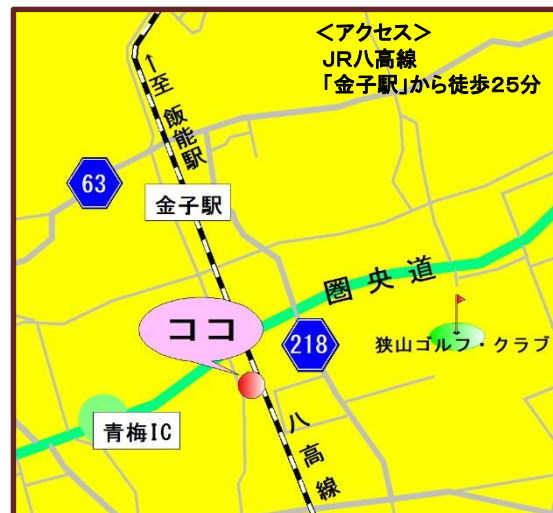 ＜アクセス＞
JR八高線
「金子駅」から徒歩25分
←至 飯能駅
63
金子駅
圏央道
ココ
218
狭山ゴルフ・クラブ
青梅IC
八高線